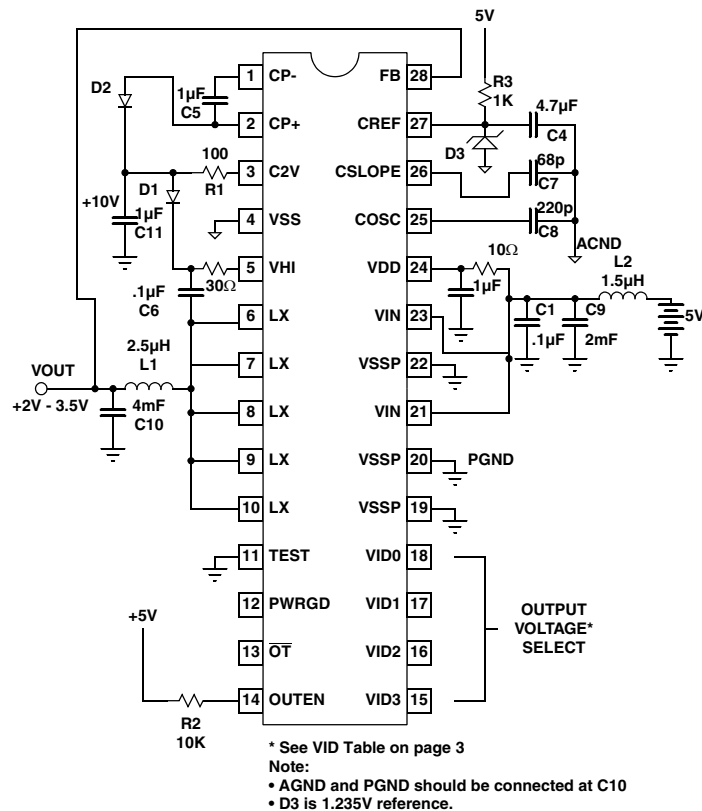 5V
D2
1
CP-
FB
28
R3
1K
1µF
C5
4.7µF
2
CP+
CREF
27
C4
D3
100
68p
D1
3
C2V
CSLOPE
26
R1
C7
+10V
1µF
C11
220p
4
VSS
COSC
25
C8
ACND
10Ω
L2
5
VHI
VDD
24
1.5µH
.1µF
30Ω
1µF
C6
6
LX
VIN
23
C1
C9
5V
.1µF
2mF
2.5µH
VOUT
L1
7
LX
VSSP
22
+2V - 3.5V
4mF
8
LX
VIN
21
C10
9
LX
VSSP
20
PGND
10
LX
VSSP
19
11
TEST
VID0
18
12
PWRGD
VID1
17
OUTPUT
VOLTAGE*
SELECT
+5V
13
OT
VID2
16
14
OUTEN
VID3
15
R2
10K
* See VID Table on page 3
Note:
• AGND and PGND should be connected at C10
• D3 is 1.235V reference.